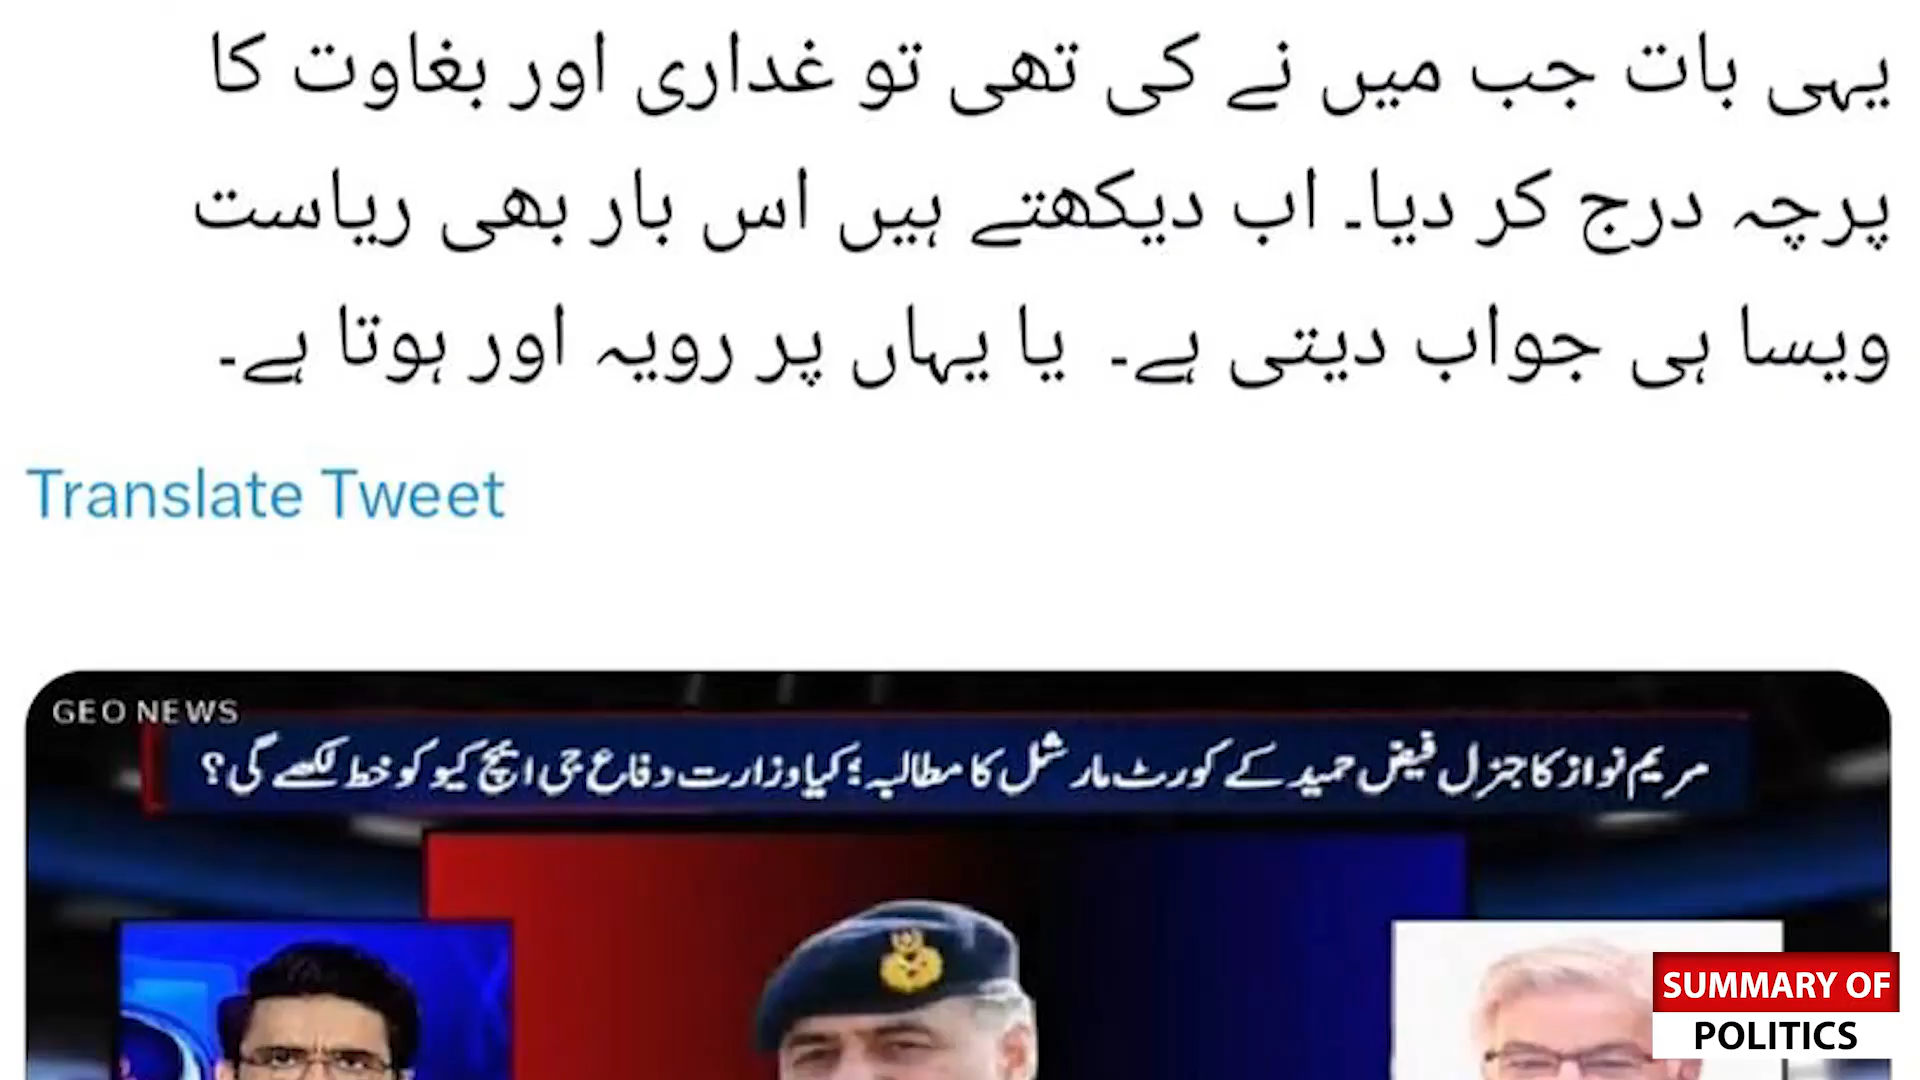 یہی بات جب میں نے کی تھی تو غداری اور بغاوت کا
پرچہ درج کر دیا۔ اب دیکھتے ہیں اس بار بھی ریاست
ویسا ہی جواب دیتی ہے۔ یا یہاں پر رویہ اور ہوتا ہے۔
Translate Tweet
GEO NEWS
مریم نواز کا جنرل فیض حمید کے کورٹ مارشل کا مطالبہ؛ کیا وزارت دفاع جی ایچ کیو کو خط لکھے گی؟
SUMMARY OF
POLITICS